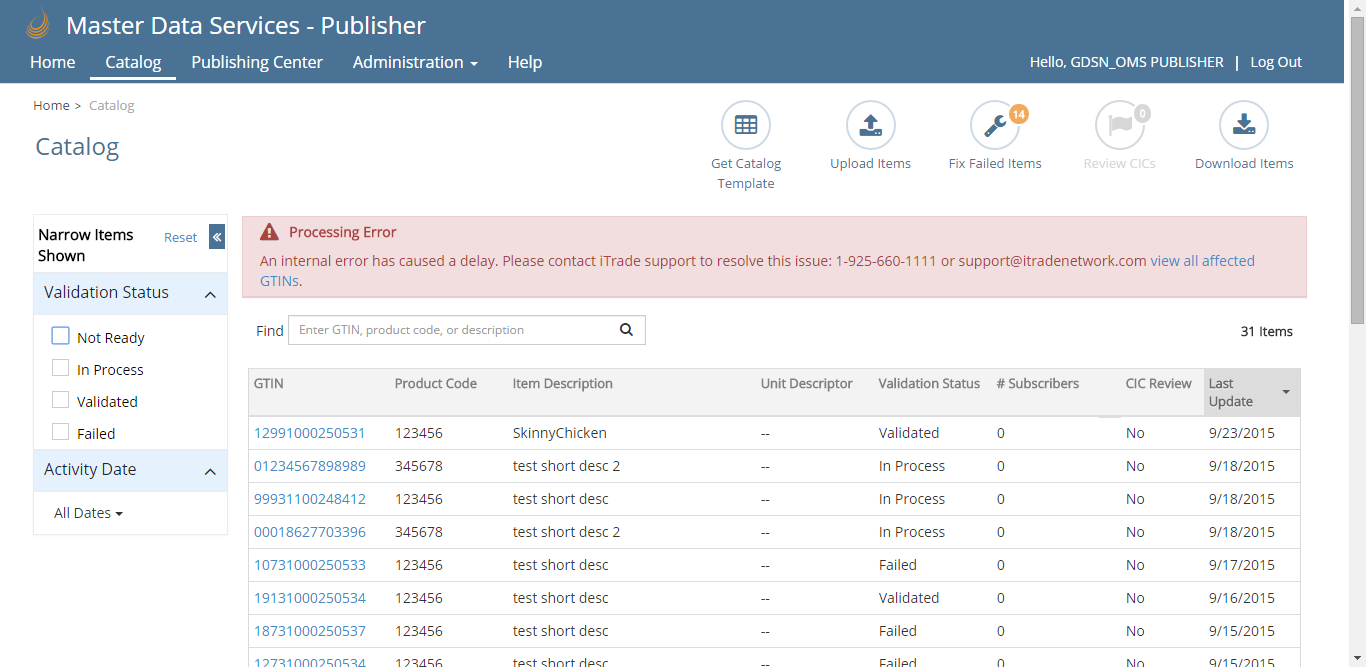 Master Data Services - Publisher
Home Catalog Publishing Center Administration Help
Hello, GDSN_OMS PUBLISHER | Log Out
Home > Catalog
Catalog
Get Catalog Template
Upload Items
14
Fix Failed Items
0
Review CICs
Download Items
Narrow Items Shown
Reset
«
Validation Status
Not Ready
In Process
Validated
Failed
Activity Date
All Dates
Processing Error
An internal error has caused a delay. Please contact iTrade support to resolve this issue: 1-925-660-1111 or support@itradenetwork.com view all affected
GTINs.
Find Enter GTIN, product code, or description
31 Items
GTIN Product Code Item Description Unit Descriptor Validation Status # Subscribers CIC Review Last Update
12991000250531 123456 SkinnyChicken -- Validated 0 No 9/23/2015
01234567898989 345678 test short desc 2 -- In Process 0 No 9/18/2015
99931100248412 123456 test short desc -- In Process 0 No 9/18/2015
00018627703396 345678 test short desc 2 -- In Process 0 No 9/18/2015
10731000250533 123456 test short desc -- Failed 0 No 9/17/2015
19131000250534 123456 test short desc -- Validated 0 No 9/16/2015
18731000250537 123456 test short desc -- Failed 0 No 9/15/2015
12731000250534 123456 test short desc -- Failed 0 No 9/15/2015